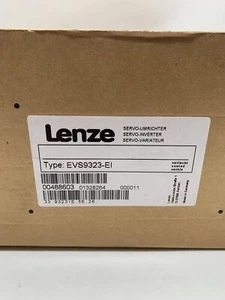 Lenze
SERVO-UMRICHTER
SERVO-INVERTER
SERVO-VARIATEUR
Type: EVS9323-EI
00488603 01328264 000011